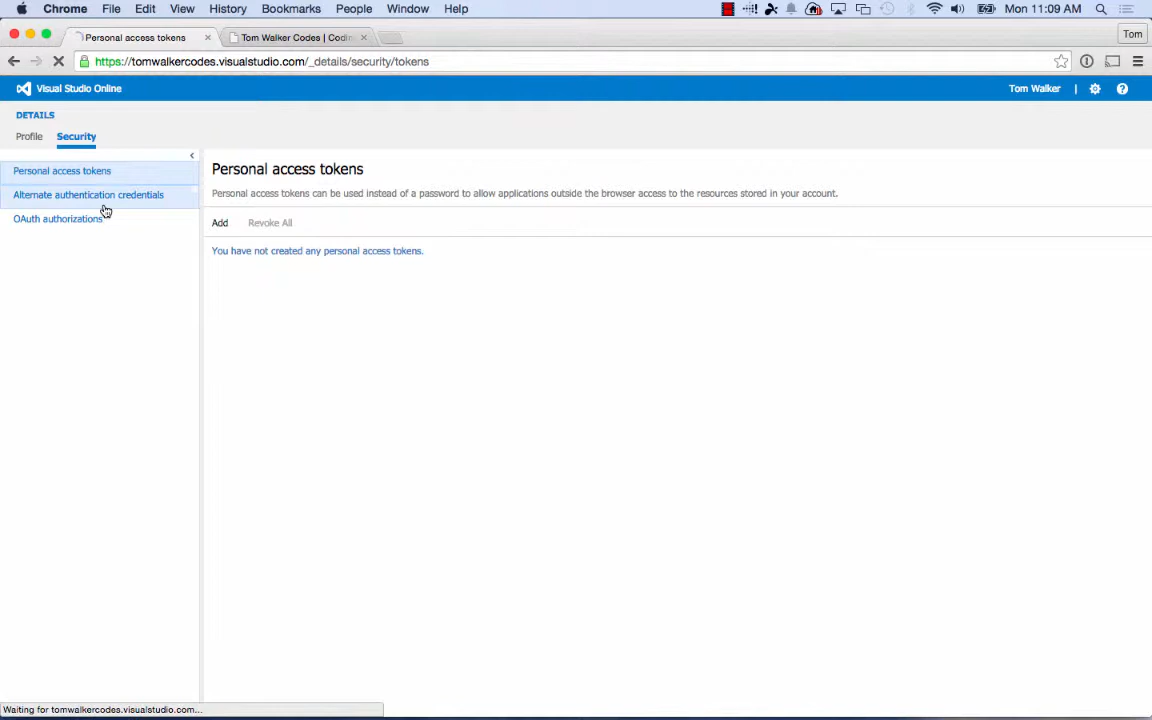 Chrome File Edit View History Bookmarks People Window Help Mon 11:09 AM
Personal access tokens Tom Walker Codes | Codin Tom
https://tomwalkercodes.visualstudio.com/_details/security/tokens
Visual Studio Online Tom Walker |
DETAILS
Profile Security
Personal access tokens
Alternate authentication credentials
OAuth authorizations
Personal access tokens
Personal access tokens can be used instead of a password to allow applications outside the browser access to the resources stored in your account.
Add Revoke All
You have not created any personal access tokens.
Waiting for tomwalkercodes.visualstudio.com...